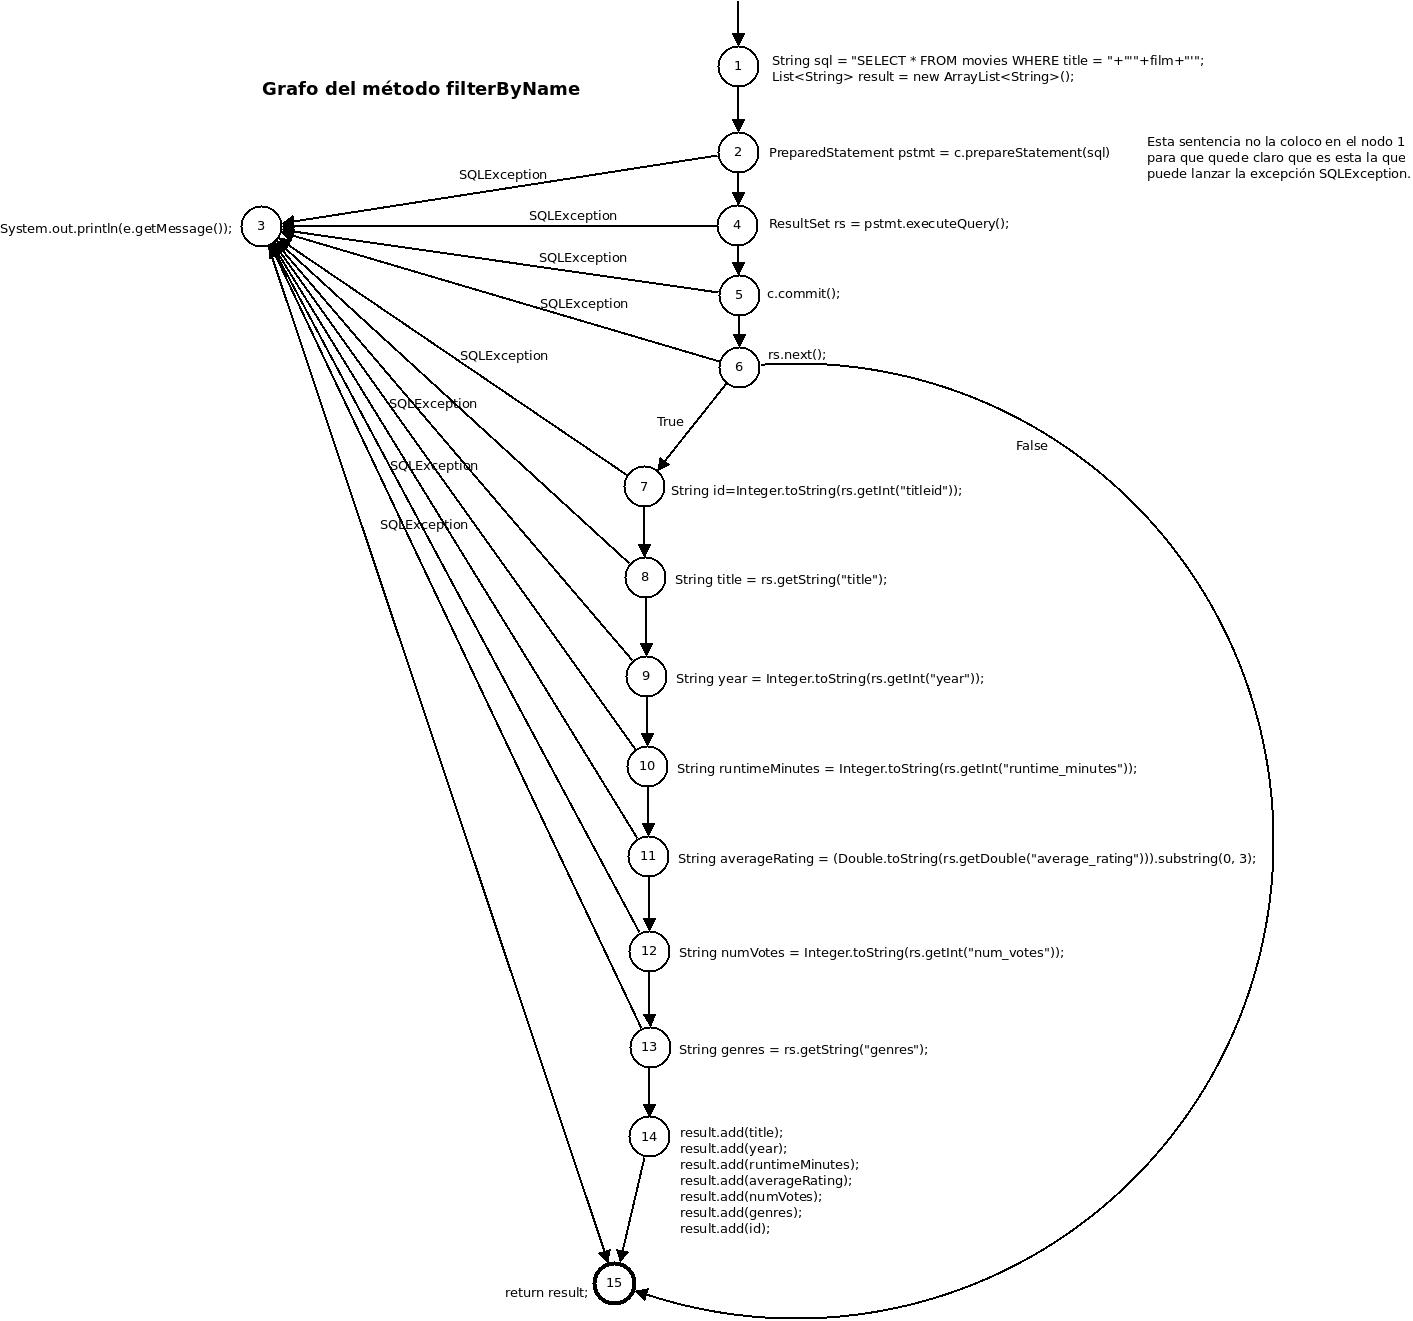 1
String sql = "SELECT * FROM movies WHERE title = "+"'"+film+"'";
List<String> result = new ArrayList<String>();
Grafo del método filterByName
2
PreparedStatement pstmt = c.prepareStatement(sql)
Esta sentencia no la coloco en el nodo 1
para que quede claro que es esta la que
puede lanzar la excepción SQLException.
SQLException
3
System.out.println(e.getMessage());
SQLException
4
ResultSet rs = pstmt.executeQuery();
SQLException
5
c.commit();
SQLException
6
rs.next();
SQLException
True
False
SQLException
SQLException
7
String id=Integer.toString(rs.getInt("titleid"));
SQLException
8
String title = rs.getString("title");
9
String year = Integer.toString(rs.getInt("year"));
10
String runtimeMinutes = Integer.toString(rs.getInt("runtime_minutes"));
11
String averageRating = (Double.toString(rs.getDouble("average_rating"))).substring(0, 3);
12
String numVotes = Integer.toString(rs.getInt("num_votes"));
13
String genres = rs.getString("genres");
14
result.add(title);
result.add(year);
result.add(runtimeMinutes);
result.add(averageRating);
result.add(numVotes);
result.add(genres);
result.add(id);
15
return result;